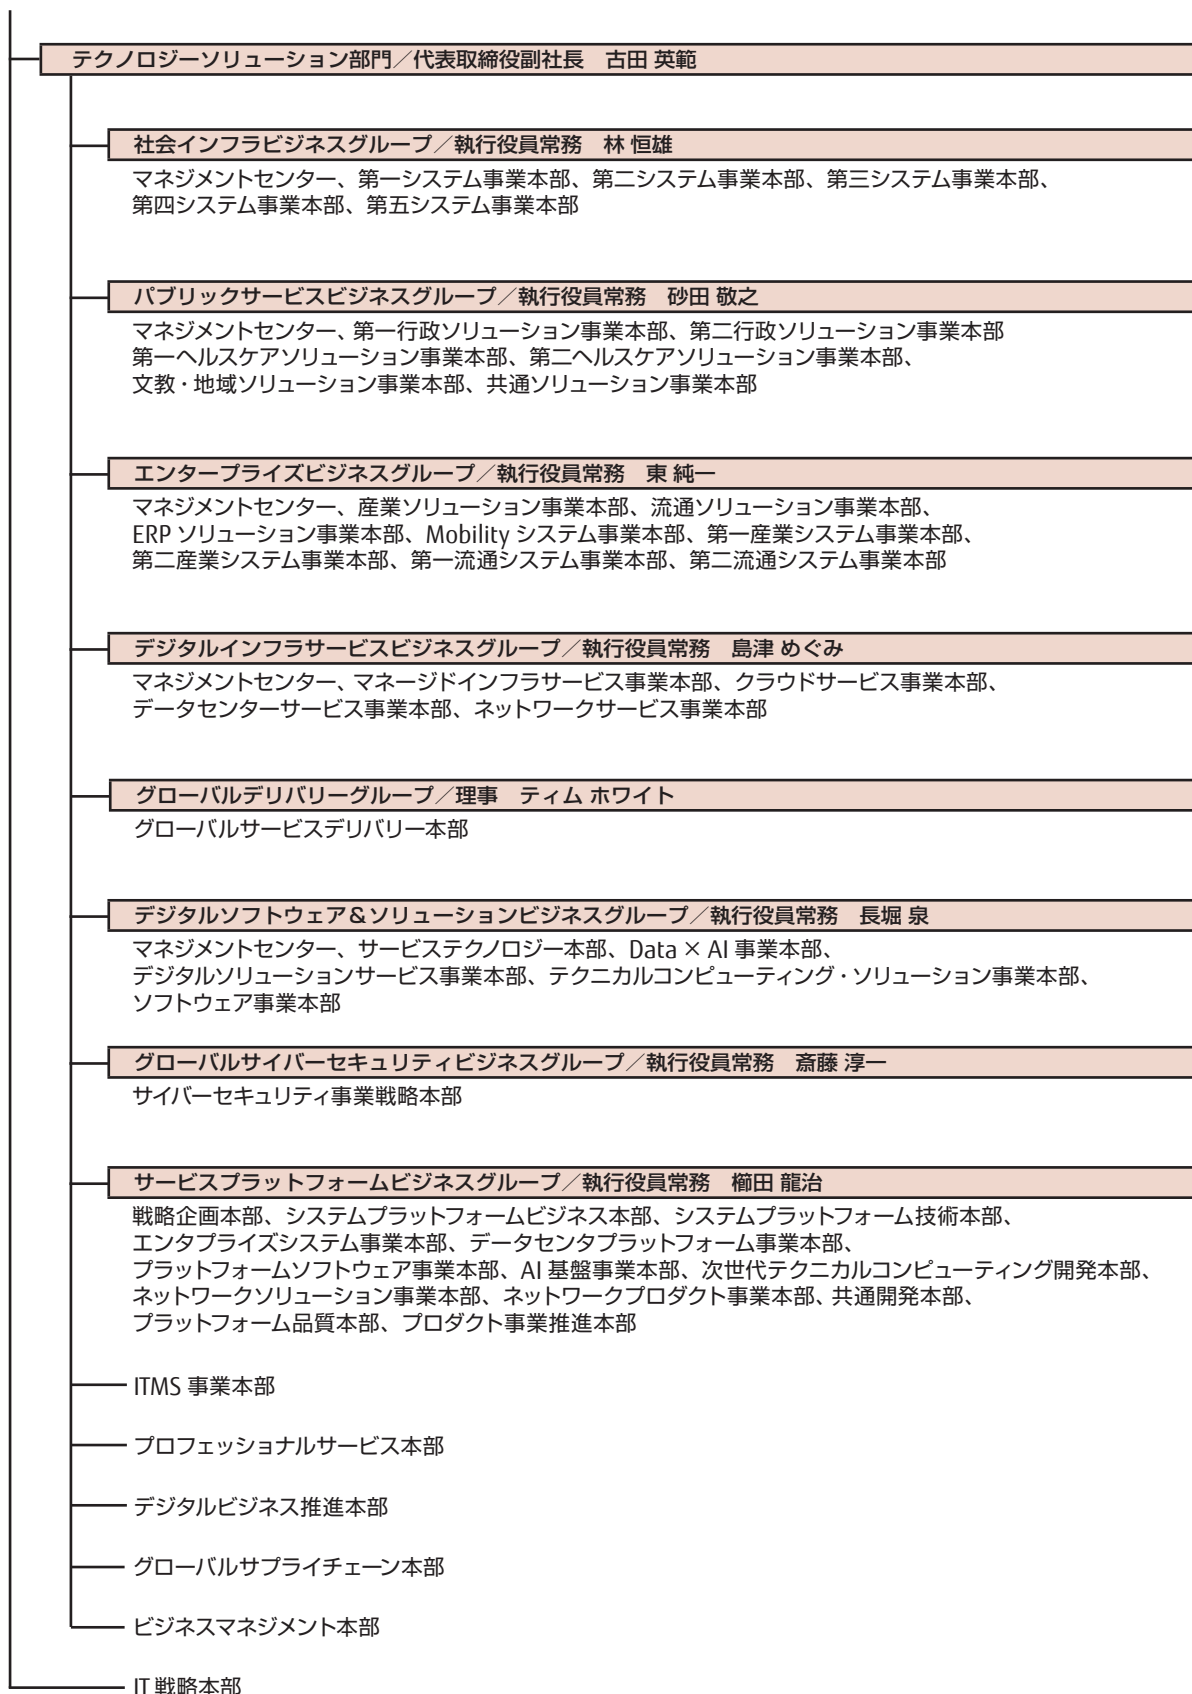 テクノロジーソリューション部門／代表取締役副社長　古田 英範
社会インフラビジネスグループ／執行役員常務　林 恒雄
マネジメントセンター、第一システム事業本部、第二システム事業本部、第三システム事業本部、
第四システム事業本部、第五システム事業本部
パブリックサービスビジネスグループ／執行役員常務　砂田 敬之
マネジメントセンター、第一行政ソリューション事業本部、第二行政ソリューション事業本部
第一ヘルスケアソリューション事業本部、第二ヘルスケアソリューション事業本部、
文教・地域ソリューション事業本部、共通ソリューション事業本部
エンタープライズビジネスグループ／執行役員常務　東 純一
マネジメントセンター、産業ソリューション事業本部、流通ソリューション事業本部、
ERP ソリューション事業本部、Mobility システム事業本部、第一産業システム事業本部、
第二産業システム事業本部、第一流通システム事業本部、第二流通システム事業本部
デジタルインフラサービスビジネスグループ／執行役員常務　島津 めぐみ
マネジメントセンター、マネージドインフラサービス事業本部、クラウドサービス事業本部、
データセンターサービス事業本部、ネットワークサービス事業本部
グローバルデリバリーグループ／理事　ティム ホワイト
グローバルサービスデリバリー本部
デジタルソフトウェア＆ソリューションビジネスグループ／執行役員常務　長堀 泉
マネジメントセンター、サービステクノロジー本部、Data × AI 事業本部、
デジタルソリューションサービス事業本部、テクニカルコンピューティング・ソリューション事業本部、
ソフトウェア事業本部
グローバルサイバーセキュリティビジネスグループ／執行役員常務　斎藤 淳一
サイバーセキュリティ事業戦略本部
サービスプラットフォームビジネスグループ／執行役員常務　櫛田 龍治
戦略企画本部、システムプラットフォームビジネス本部、システムプラットフォーム技術本部、
エンタプライズシステム事業本部、データセンタプラットフォーム事業本部、
プラットフォームソフトウェア事業本部、AI 基盤事業本部、次世代テクニカルコンピューティング開発本部、
ネットワークソリューション事業本部、ネットワークプロダクト事業本部、共通開発本部、
プラットフォーム品質本部、プロダクト事業推進本部
ITMS 事業本部
プロフェッショナルサービス本部
デジタルビジネス推進本部
グローバルサプライチェーン本部
ビジネスマネジメント本部
IT 戦略本部